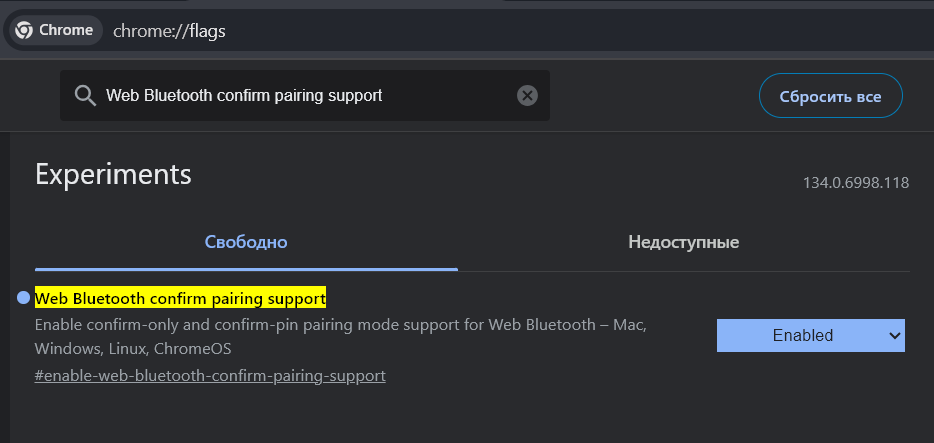 Chrome chrome://flags
Web Bluetooth confirm pairing support
Сбросить все
Experiments
134.0.6998.118
Свободно
Недоступные
Web Bluetooth confirm pairing support
Enable confirm-only and confirm-pin pairing mode support for Web Bluetooth – Mac,
Windows, Linux, ChromeOS
Enabled
#enable-web-bluetooth-confirm-pairing-support